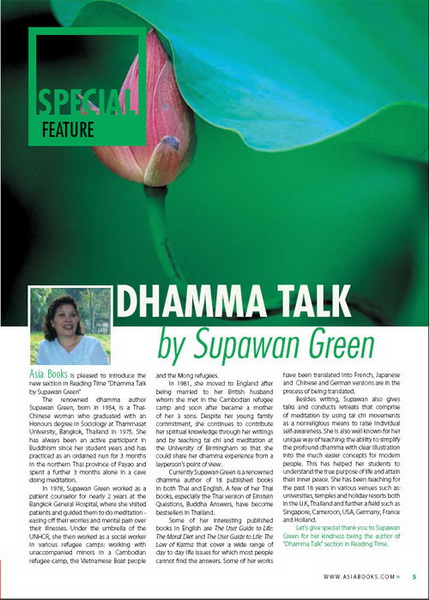 SPECIAL
FEATURE
DHAMMA TALK
by Supawan Green
Asia Books is pleased to introduce the
new section in Reading Time "Dhamma Talk
by Supawan Green"
The renowned dhamma author
Supawan Green, born in 1954, is a Thai-
Chinese woman who graduated with an
Honours degree in Sociology at Thammasat
University, Bangkok, Thailand in 1975. She
has always been an active participant in
Buddhism since her student years and has
practiced as an ordained nun for 3 months
in the northern Thai province of Payao and
spent a further 3 months alone in a cave
doing meditation.
In 1978, Supawan Green worked as a
patient counselor for nearly 2 years at the
Bangkok General Hospital, where she visited
patients and guided them to do meditation -
easing off their worries and mental pain over
their illnesses. Under the umbrella of the
UNHCR, she then worked as a social worker
in various refugee camps: working with
unaccompanied minors in a Cambodian
refugee camp, the Vietnamese Boat people
and the Mong refugees.
In 1981, she moved to England after
being married to her British husband
whom she met in the Cambodian refugee
camp and soon after became a mother
of her 3 sons. Despite her young family
commitment, she continues to contribute
her spiritual knowledge through her writings
and by teaching tai chi and meditation at
the University of Birmingham so that she
could share her dhamma experience from a
layperson's point of view.
Currently Supawan Green is a renowned
dhamma author of 18 published books
in both Thai and English. A few of her Thai
books, especially the Thai version of Einstein
Questions, Buddha Answers, have become
bestsellers in Thailand.
Some of her interesting published
books in English are The User Guide to Life:
The Moral Diet and The User Guide to Life: The
Law of Karma that cover a wide range of
day to day life issues for which most people
cannot find the answers. Some of her works
have been translated into French, Japanese
and Chinese and German versions are in the
process of being translated.
Besides writing, Supawan also gives
talks and conducts retreats that comprise
of meditation by using tai chi movements
as a nonreligious means to raise individual
self-awareness. She is also well known for her
unique way of teaching; the ability to simplify
the profound dhamma with clear illustration
into the much easier concepts for modern
people. This has helped her students to
understand the true purpose of life and attain
their inner peace. She has been teaching for
the past 18 years in various venues such as:
universities, temples and holiday resorts both
in the U.K, Thailand and further a field such as
Singapore, Cameroon, USA, Germany, France
and Holland.
Let's give special thank you to Supawan
Green for her kindness being the author of
"Dhamma Talk" section in Reading Time.
WWW.ASIABOOKS.COM
5